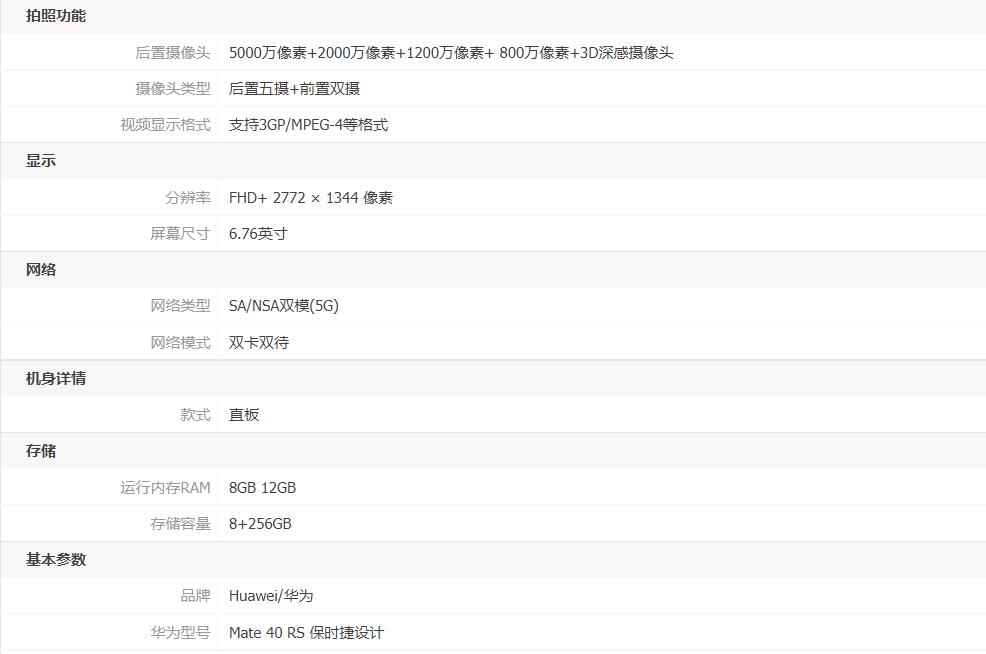 拍照功能
后置摄像头 5000万像素+2000万像素+1200万像素+ 800万像素+3D深感摄像头
摄像头类型 后置五摄+前置双摄
视频显示格式 支持3GP/MPEG-4等格式
显示
分辨率 FHD+ 2772 × 1344 像素
屏幕尺寸 6.76英寸
网络
网络类型 SA/NSA双模(5G)
网络模式 双卡双待
机身详情
款式 直板
存储
运行内存RAM 8GB 12GB
存储容量 8+256GB
基本参数
品牌 Huawei/华为
华为型号 Mate 40 RS 保时捷设计